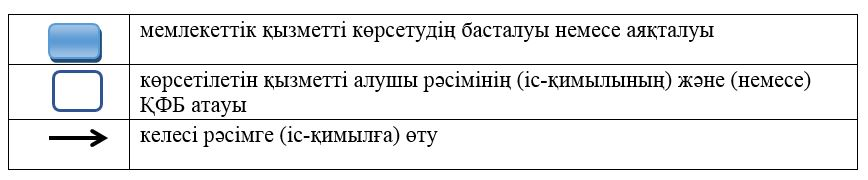 мемлекеттік қызметті көрсетудің басталуы немесе аяқталуы
көрсетілетін қызметті алушы рәсімінің (іс-қимылының) және (немесе)
ҚФБ атауы
келесі рәсімге (іс-қимылға) өту